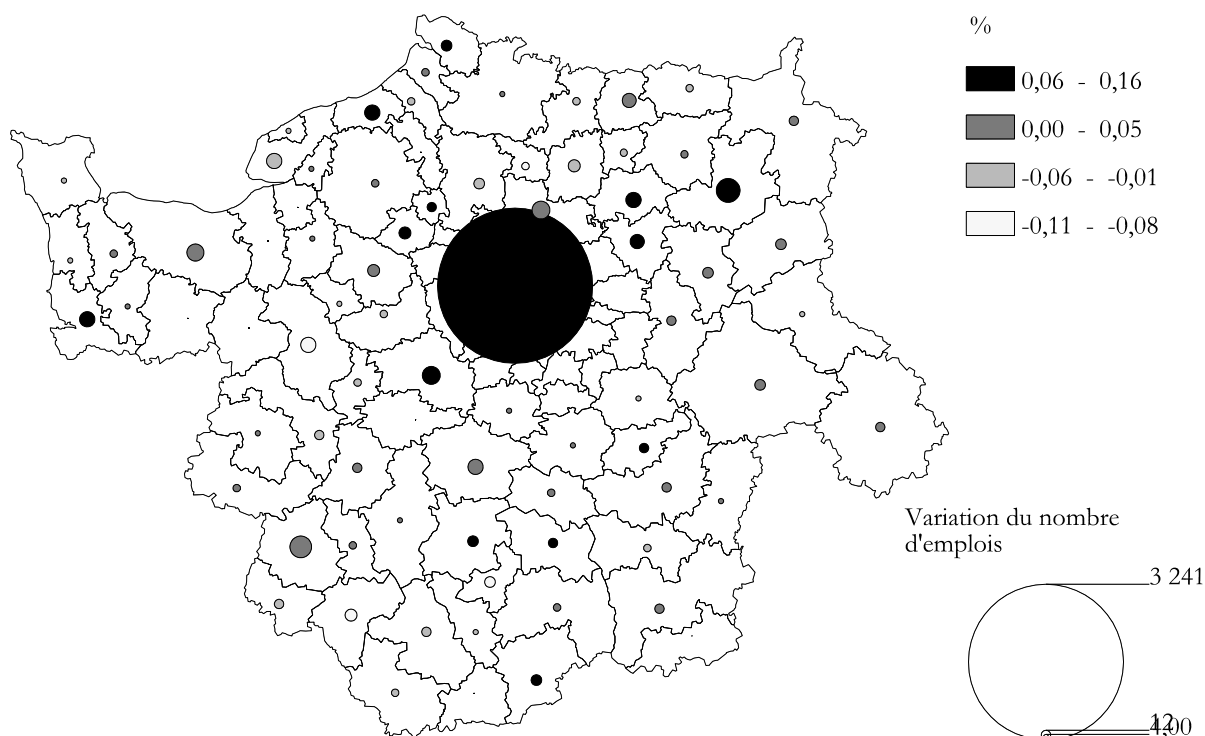 %
0,06 - 0,16
0,00 - 0,05
-0,06 - -0,01
-0,11 - -0,08
Variation du nombre
d'emplois
3 241
12